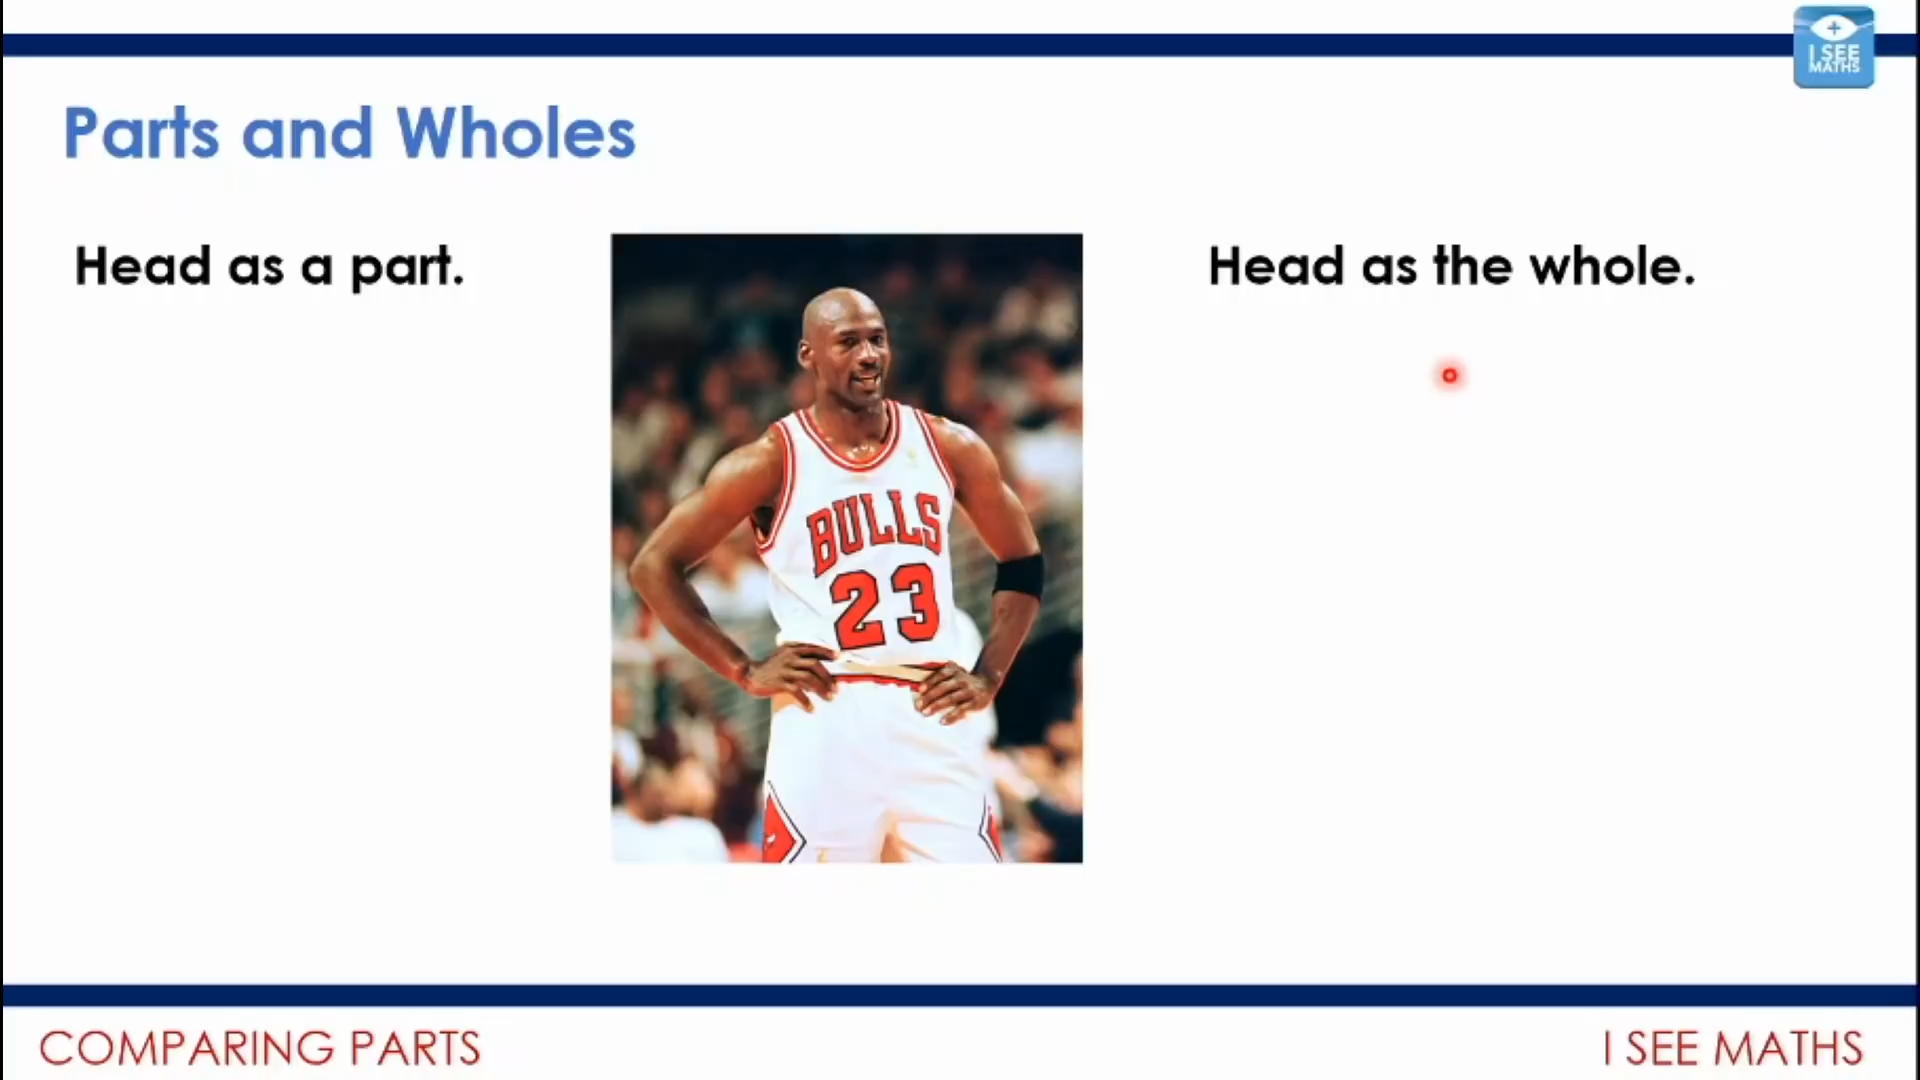 I SEE
MATHS
Parts and Wholes
Head as a part.
Head as the whole.
BULLS
23
COMPARING PARTS
I SEE MATHS